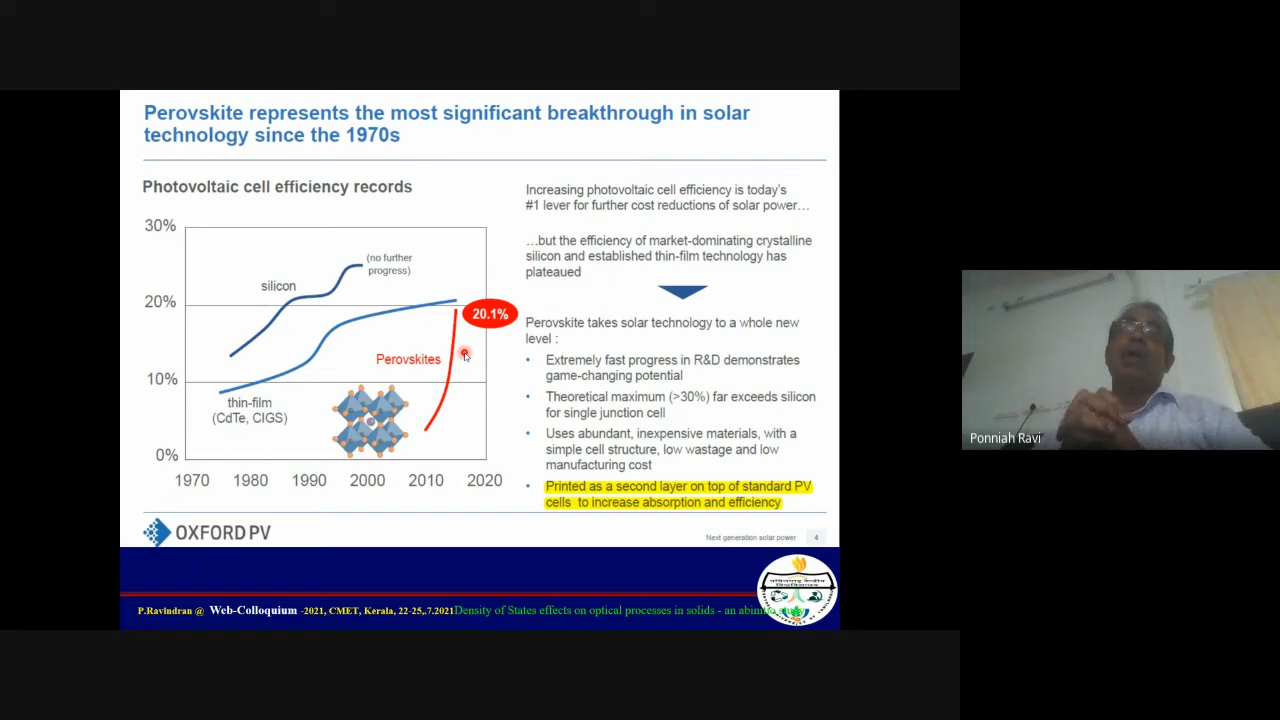 Perovskite represents the most significant breakthrough in solar
technology since the 1970s
Photovoltaic cell efficiency records
30%
20%
10%
0%
1970 1980 1990 2000 2010 2020
silicon
(no further
progress)
20.1%
Perovskites
thin-film
(CdTe, CIGS)
Increasing photovoltaic cell efficiency is today's
#1 lever for further cost reductions of solar power…
…but the efficiency of market-dominating crystalline
silicon and established thin-film technology has
plateaued
Perovskite takes solar technology to a whole new
level :
• Extremely fast progress in R&D demonstrates
game-changing potential
• Theoretical maximum (>30%) far exceeds silicon
for single junction cell
• Uses abundant, inexpensive materials, with a
simple cell structure, low wastage and low
manufacturing cost
• Printed as a second layer on top of standard PV
cells to increase absorption and efficiency
OXFORD PV
Next generation solar power 4
P.Ravindran @ Web-Colloquium -2021, CMET, Kerala, 22-25,.7.2021 Density of States effects on optical processes in solids - an
Ponniah Ravi